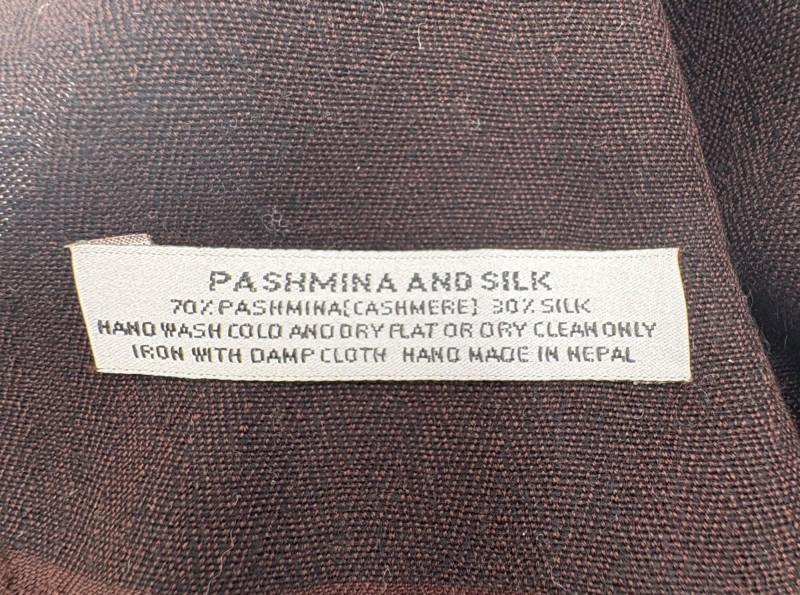 PASHMINA AND SILK
70% PASHMINA[CASHMERE] 30% SILK
HAND WASH COLD AND DRY FLAT OR DRY CLEAN ONLY
IRON WITH DAMP CLOTH HAND MADE IN NEPAL